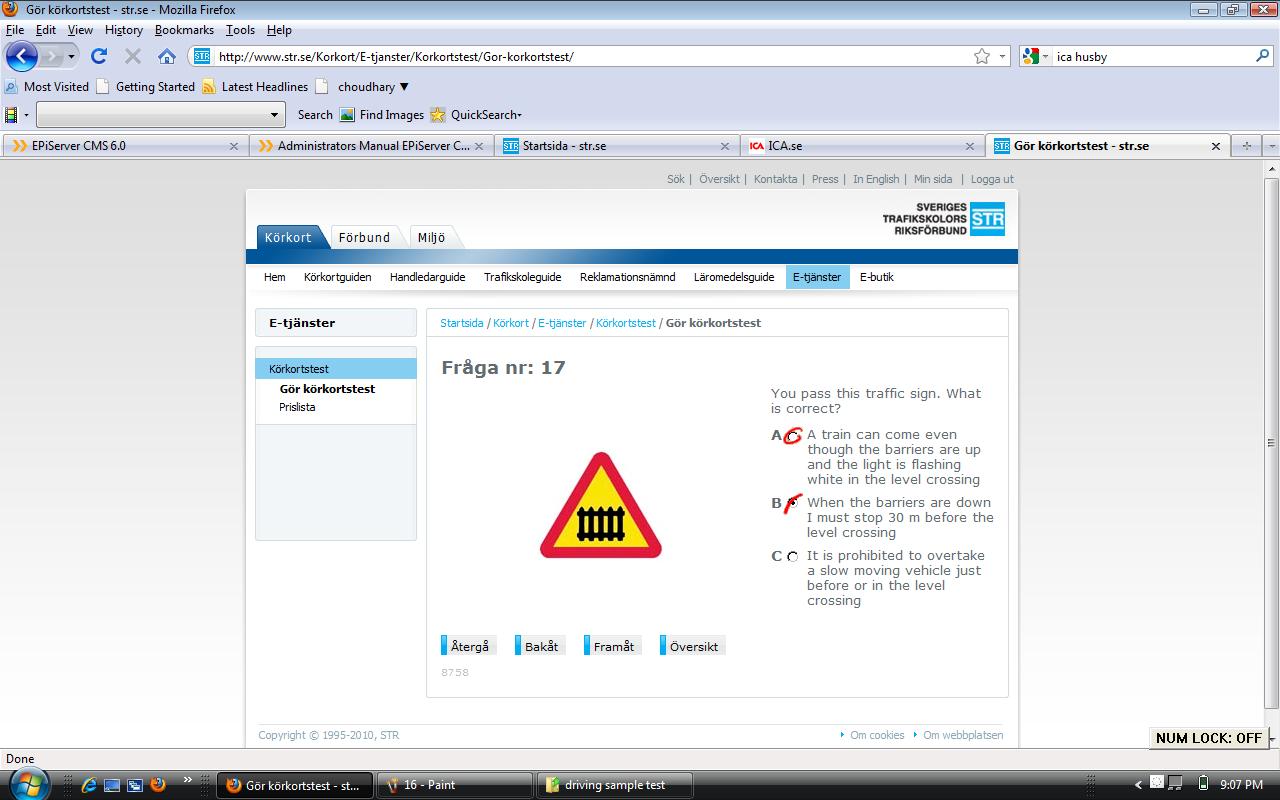 Gör körkortstest - str.se - Mozilla Firefox
File Edit View History Bookmarks Tools Help
STR http://www.str.se/Korkort/E-tjanster/Korkortstest/Gor-korkortstest/ ica husby
Most Visited Getting Started Latest Headlines choudhary
Search Find Images QuickSearch
EPiServer CMS 6.0 Administrators Manual EPiServer C... STR Startsida - str.se ICA ICA.se STR Gör körkortstest - str.se
Sök | Översikt | Kontakta | Press | In English | Min sida | Logga ut
SVERIGES
TRAFIKSKOLORS STR
RIKSFÖRBUND
Körkort Förbund Miljö
Hem Körkortguiden Handledarguide Trafikskoleguide Reklamationsnämnd Läromedelsguide E-tjänster E-butik
E-tjänster
Körkortstest
Gör körkortstest
Prislista
Startsida / Körkort / E-tjänster / Körkortstest / Gör körkortstest
Fråga nr: 17
You pass this traffic sign. What
is correct?
A A train can come even
though the barriers are up
and the light is flashing
white in the level crossing
B When the barriers are down
I must stop 30 m before the
level crossing
C It is prohibited to overtake
a slow moving vehicle just
before or in the level
crossing
Återgå Bakåt Framåt Översikt
8758
Copyright © 1995-2010, STR Om cookies Om webbplatsen
NUM LOCK: OFF
Done
Gör körkortstest - st... 16 - Paint driving sample test 9:07 PM